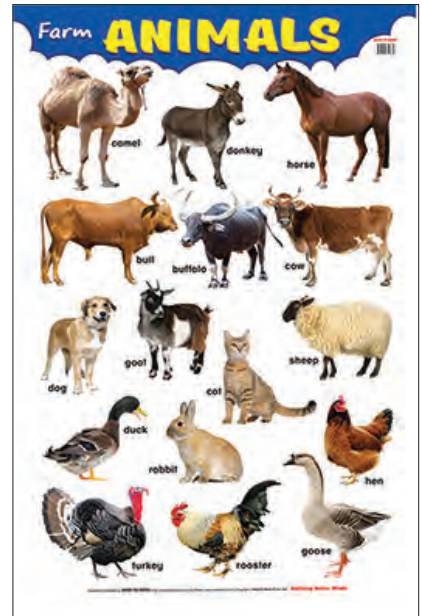 Farm ANIMALS
camel
donkey
horse
bull
buffalo
cow
dog
goat
cat
sheep
duck
rabbit
hen
turkey
rooster
goose